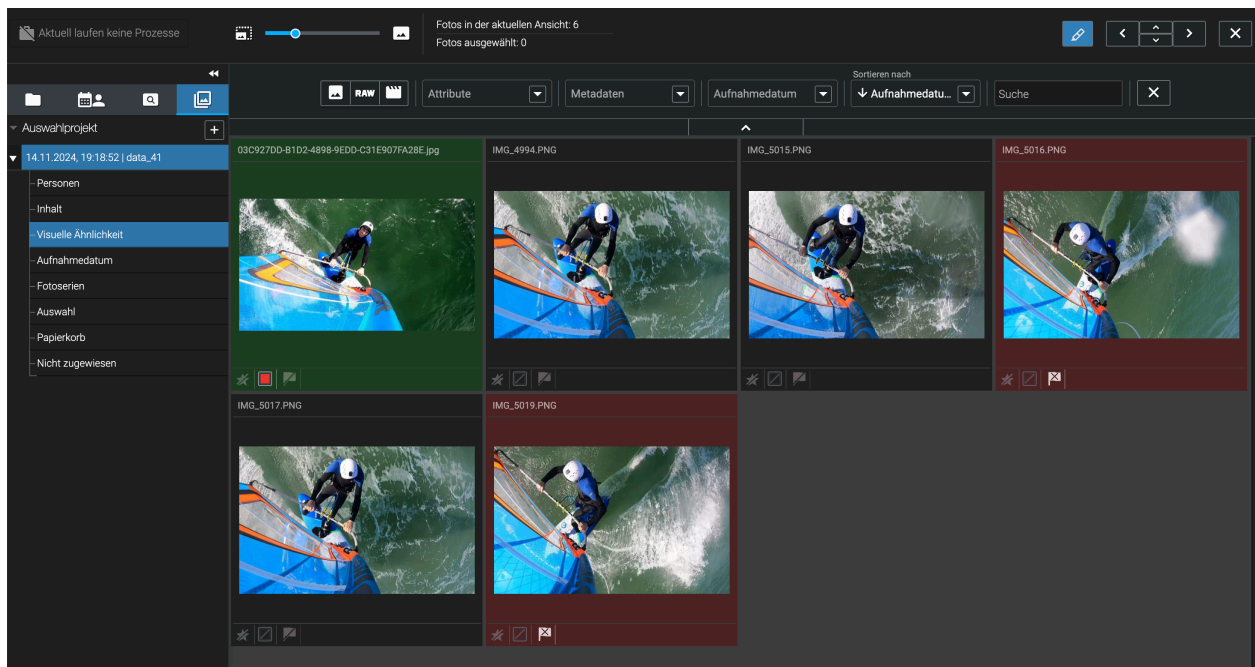 Aktuell laufen keine Prozesse
Fotos in der aktuellen Ansicht: 6
Fotos ausgewählt: 0
Sortieren nach
RAW
Attribute
Metadaten
Aufnahmedatum
Aufnahmedatu...
Suche
Auswahlprojekt
14.11.2024, 19:18:52 | data_41
Personen
Inhalt
Visuelle Ähnlichkeit
Aufnahmedatum
Fotoserien
Auswahl
Papierkorb
Nicht zugewiesen
03C927DD-B1D2-4898-9EDD-C31E907FA28E.jpg
IMG_4994.PNG
IMG_5015.PNG
IMG_5016.PNG
IMG_5017.PNG
IMG_5019.PNG